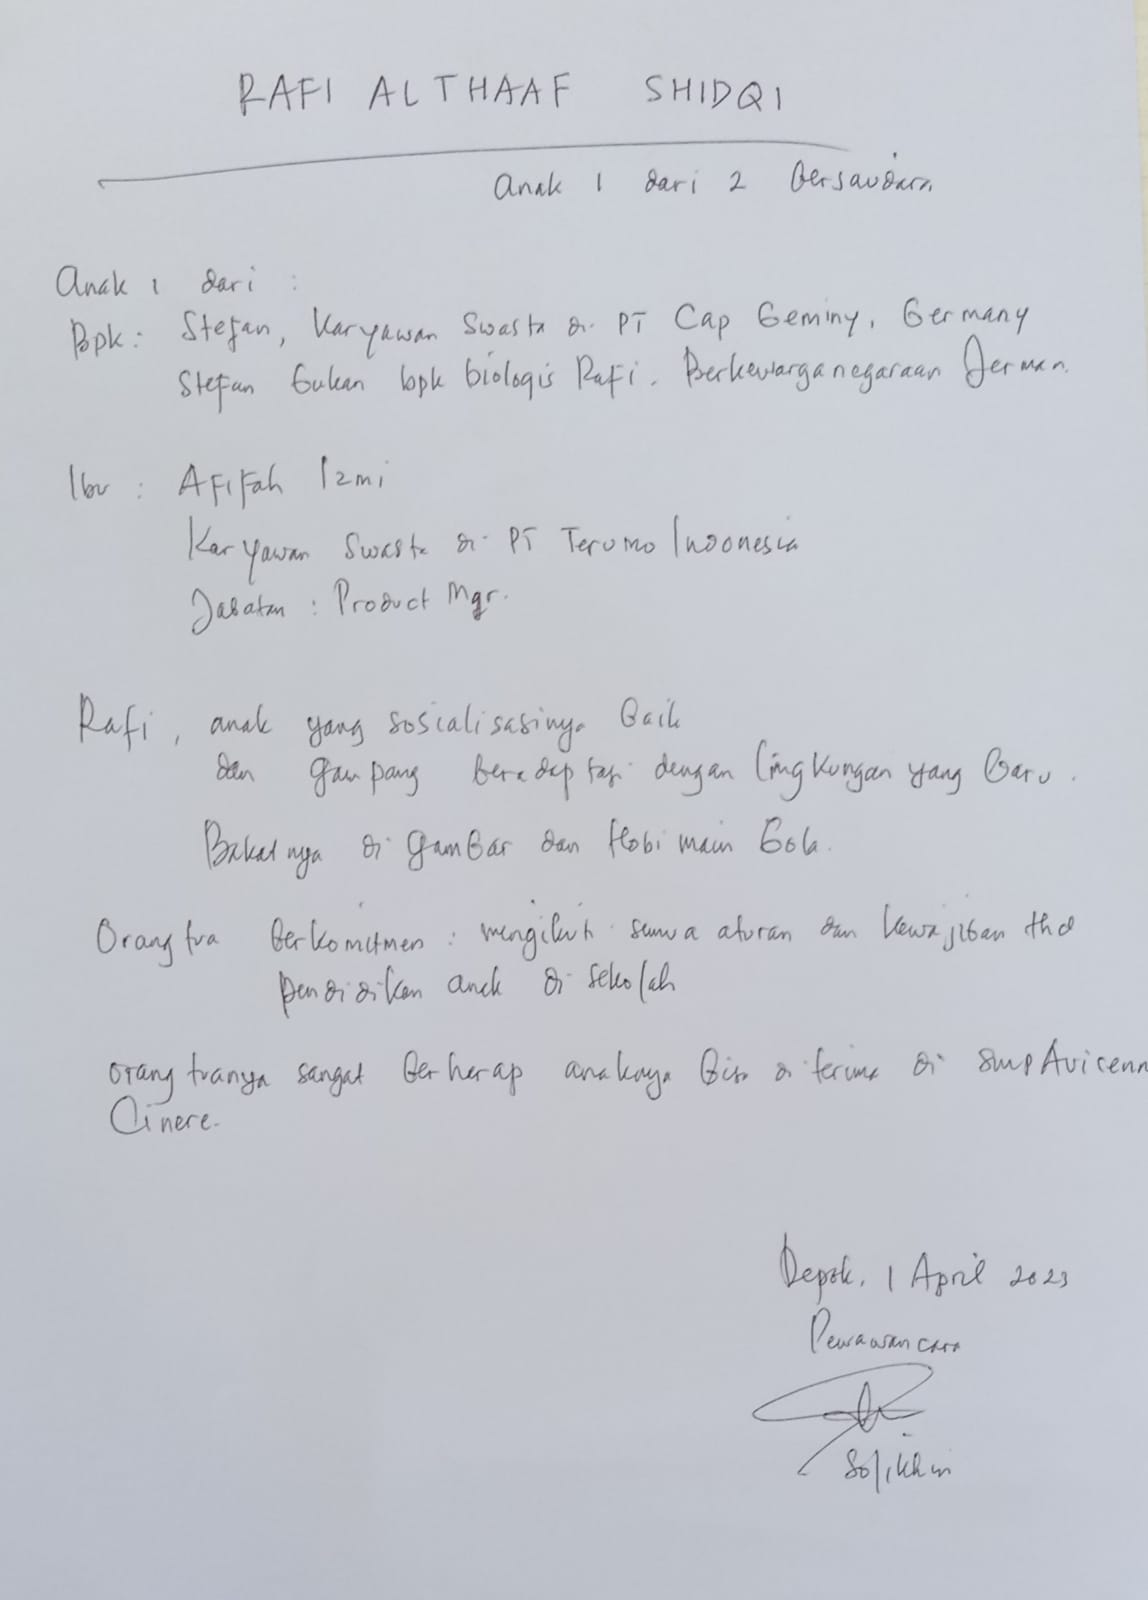 RAFI ALTHAAF SHIDQI
Anak 1 dari 2 bersaudara
Anak 1 dari :
Bpk : Stefan, Karyawan Swasta di PT Cap Geminy, Germany
Stefan bukan bpk biologis Rafi. Berkewarganegaraan Jerman.
Ibu : Afifah Izmi
Karyawan Swasta di PT Terumo Indonesia
Jabatan : Product Mgr.
Rafi, anak yang sosialisasinya baik
dan gampang beradaptasi dengan lingkungan yang baru.
Bakatnya di gambar dan Hobi main bola.
Orang tua berkomitmen : mengikuti semua aturan dan kewajiban thd
pendidikan anak di sekolah
orang tuanya sangat berharap anaknya bisa diterima di SMP Avicenn
Cinere.
Depok, 1 April 2023
Pewawancara
Solikhin